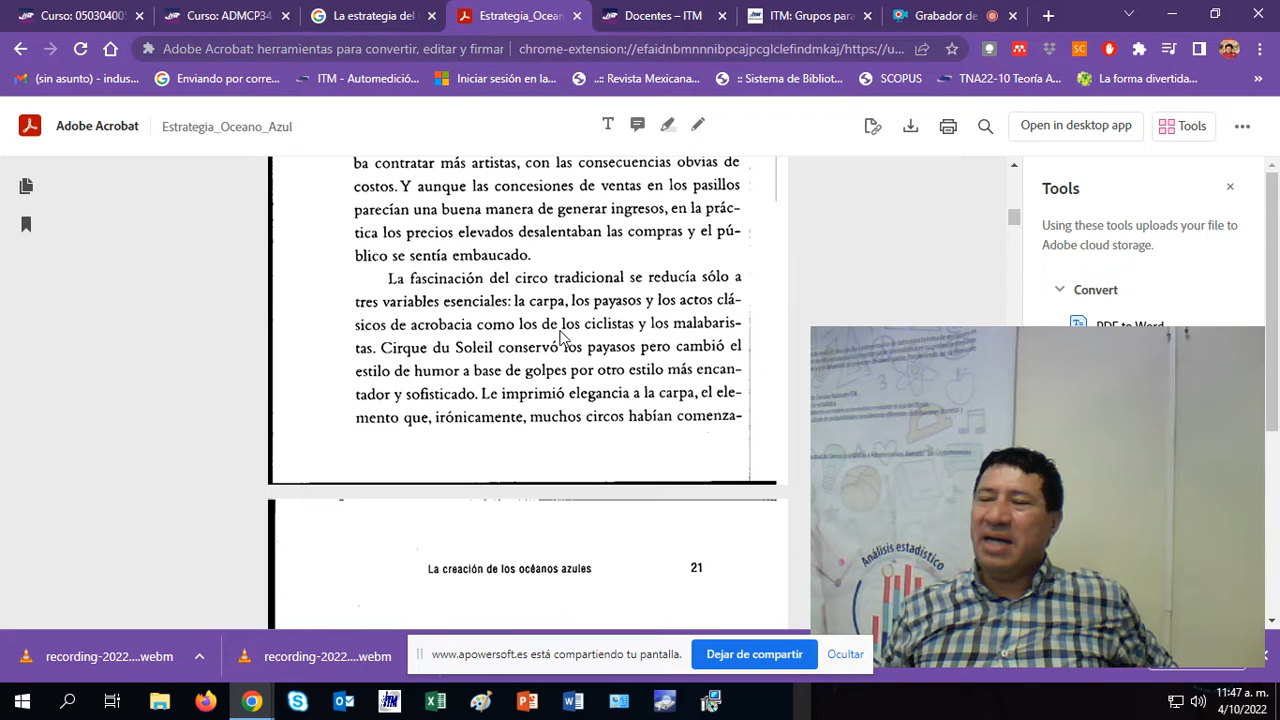 Curso: 05030400
Curso: ADMCP34
La estrategia del
Estrategia_Ocean
Docentes – ITM
ITM: Grupos para
Grabador de
Adobe Acrobat: herramientas para convertir, editar y firmar
chrome-extension://efaidnbmnnnibpcajpcglclefindmkaj/https://u...
(sin asunto) - indus...
Enviando por corre...
ITM - Automedició...
Iniciar sesión en la...
..:: Revista Mexicana...
:: Sistema de Bibliot...
SCOPUS
TNA22-10 Teoría A...
La forma divertida...
Adobe Acrobat
Estrategia_Oceano_Azul
Open in desktop app
Tools
ba contratar más artistas, con las consecuencias obvias de
costos. Y aunque las concesiones de ventas en los pasillos
parecían una buena manera de generar ingresos, en la prác-
tica los precios elevados desalentaban las compras y el pú-
blico se sentía embaucado.
La fascinación del circo tradicional se reducía sólo a
tres variables esenciales: la carpa, los payasos y los actos clá-
sicos de acrobacia como los de los ciclistas y los malabaris-
tas. Cirque du Soleil conservó los payasos pero cambió el
estilo de humor a base de golpes por otro estilo más encan-
tador y sofisticado. Le imprimió elegancia a la carpa, el ele-
mento que, irónicamente, muchos circos habían comenza-
La creación de los océanos azules
21
Tools
Using these tools uploads your file to
Adobe cloud storage.
Convert
PDF to Word
Análisis estadístico
recording-2022....webm
recording-2022....webm
www.apowersoft.es está compartiendo tu pantalla.
Dejar de compartir
Ocultar
11:47 a. m.
4/10/2022